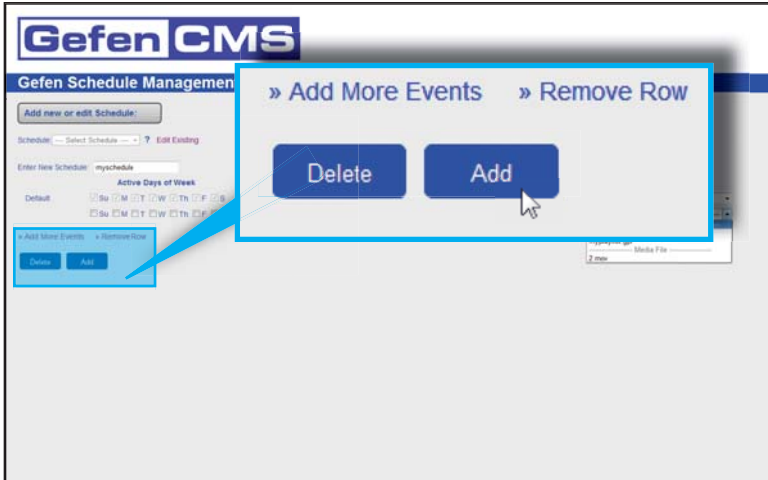 Gefen CMS
Gefen Schedule Managemen
Add new or edit Schedule:
Schedule: --- Select Schedule --- ? Edit Existing
Enter New Schedule: myschedule
Active Days of Week
Default Su M T W Th F S
Su M T W Th F
» Add More Events » Remove Row
Delete Add
» Add More Events » Remove Row
Delete Add
Media File
2.mov